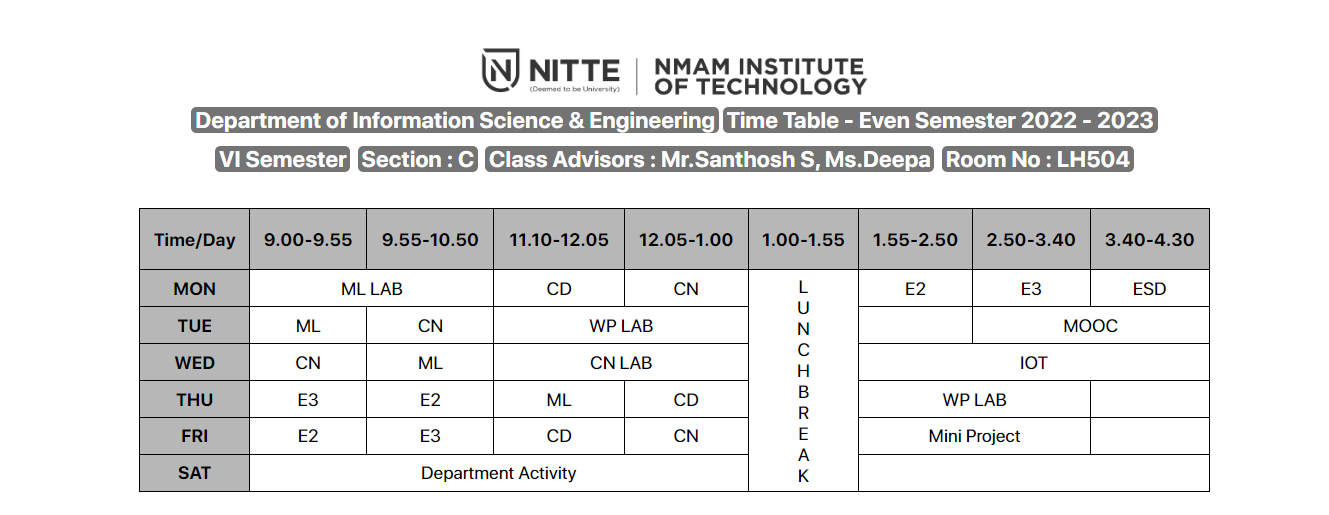 NITTE
(Deemed to be University)
NMAM INSTITUTE
OF TECHNOLOGY
Department of Information Science & Engineering Time Table - Even Semester 2022 - 2023
VI Semester Section : C Class Advisors : Mr.Santhosh S, Ms.Deepa Room No : LH504
Time/Day 9.00-9.55 9.55-10.50 11.10-12.05 12.05-1.00 1.00-1.55 1.55-2.50 2.50-3.40 3.40-4.30
MON ML LAB CD CN E2 E3 ESD
TUE ML CN WP LAB MOOC
WED CN ML CN LAB IOT
THU E3 E2 ML CD WP LAB
FRI E2 E3 CD CN Mini Project
SAT Department Activity
L
U
N
C
H
B
R
E
A
K